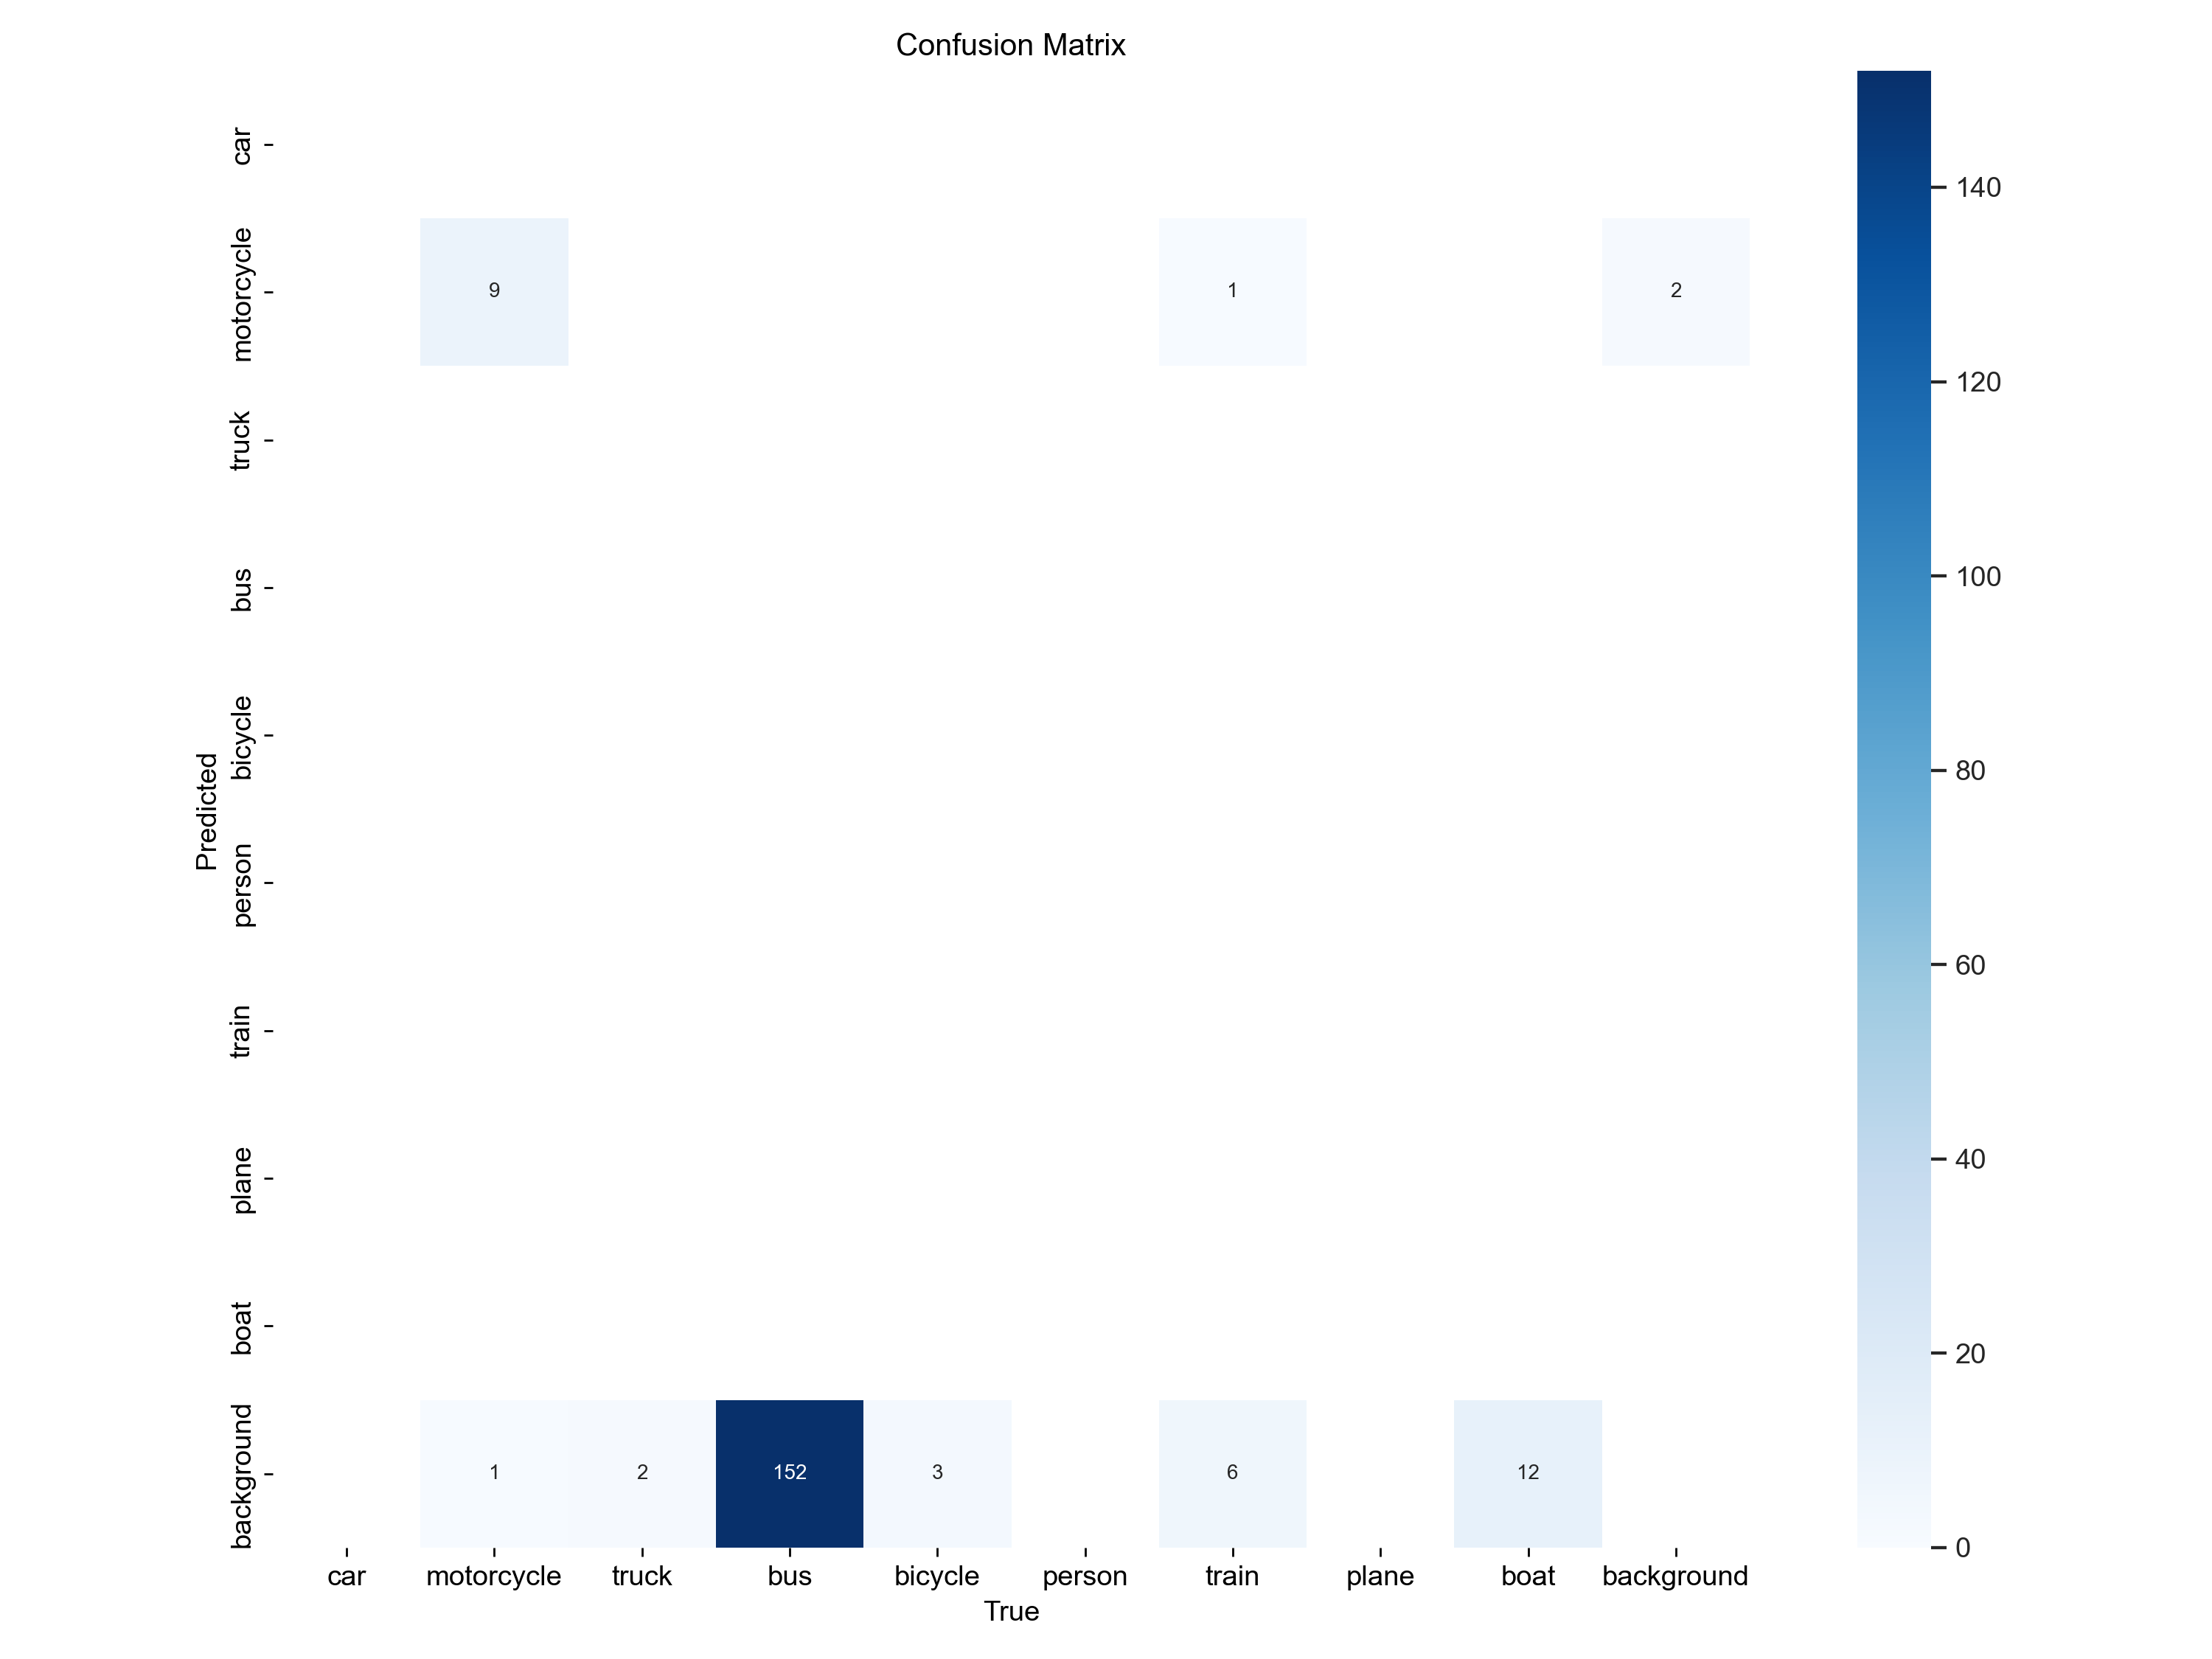 Confusion Matrix
car
motorcycle
truck
bus
bicycle
person
train
plane
boat
background
Predicted
9 1 2
1 2 152 3 6 12
car motorcycle truck bus bicycle person train plane boat background
True
140
120
100
80
60
40
20
0